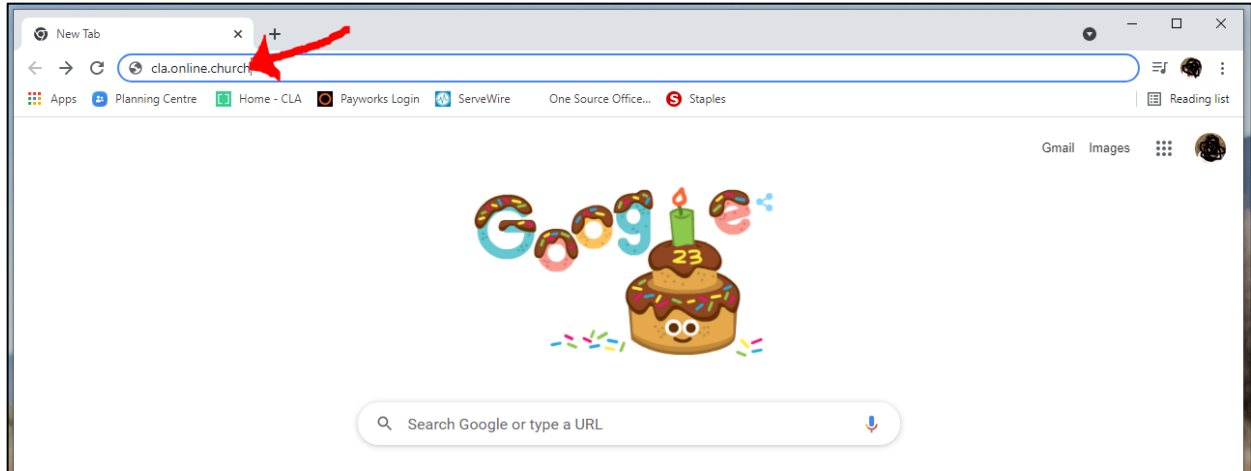 New Tab
cla.online.church
Apps Planning Centre Home - CLA Payworks Login ServeWire One Source Office... Staples Reading list
Gmail Images
Google
23
Search Google or type a URL